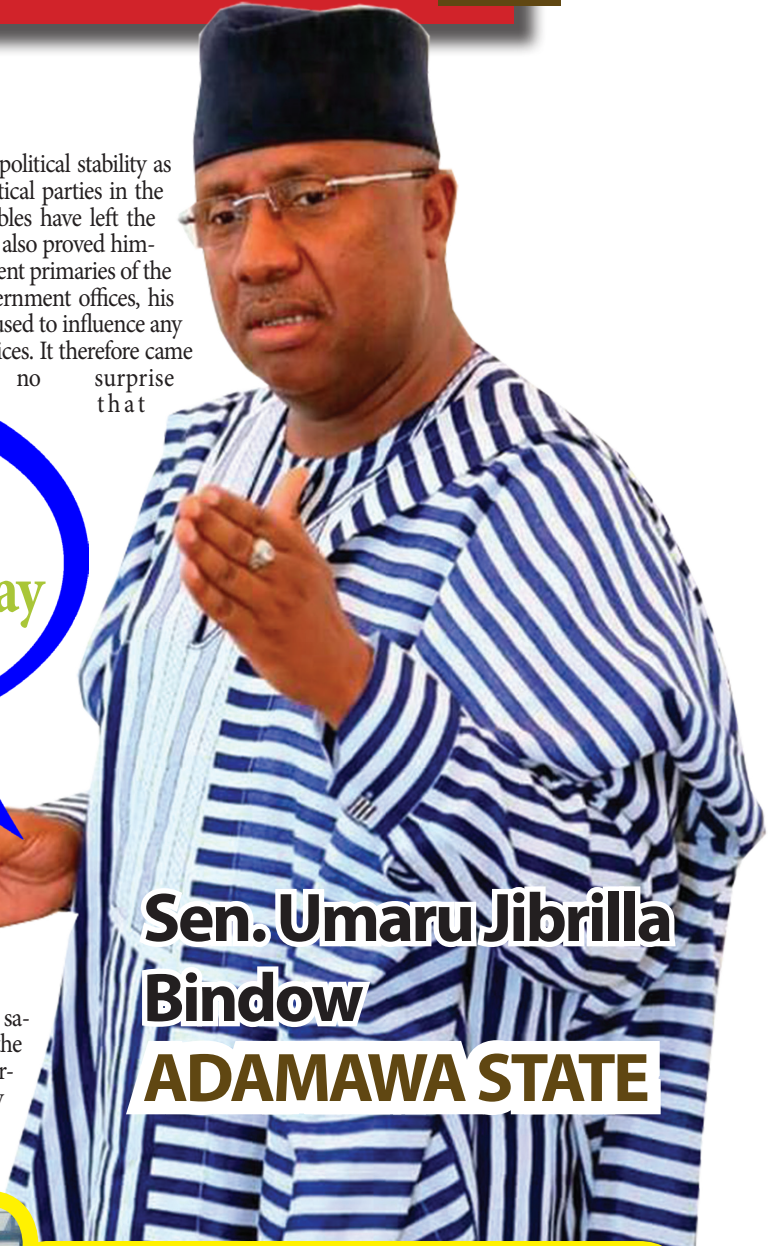 political stability as
tical parties in the
bles have left the
also proved him-
ent primaries of the
ernment offices, his
used to influence any
ices. It therefore came
no surprise
that
ay
sa-
he
r-
Sen. Umaru Jibrilla
Bindow
ADAMAWA STATE